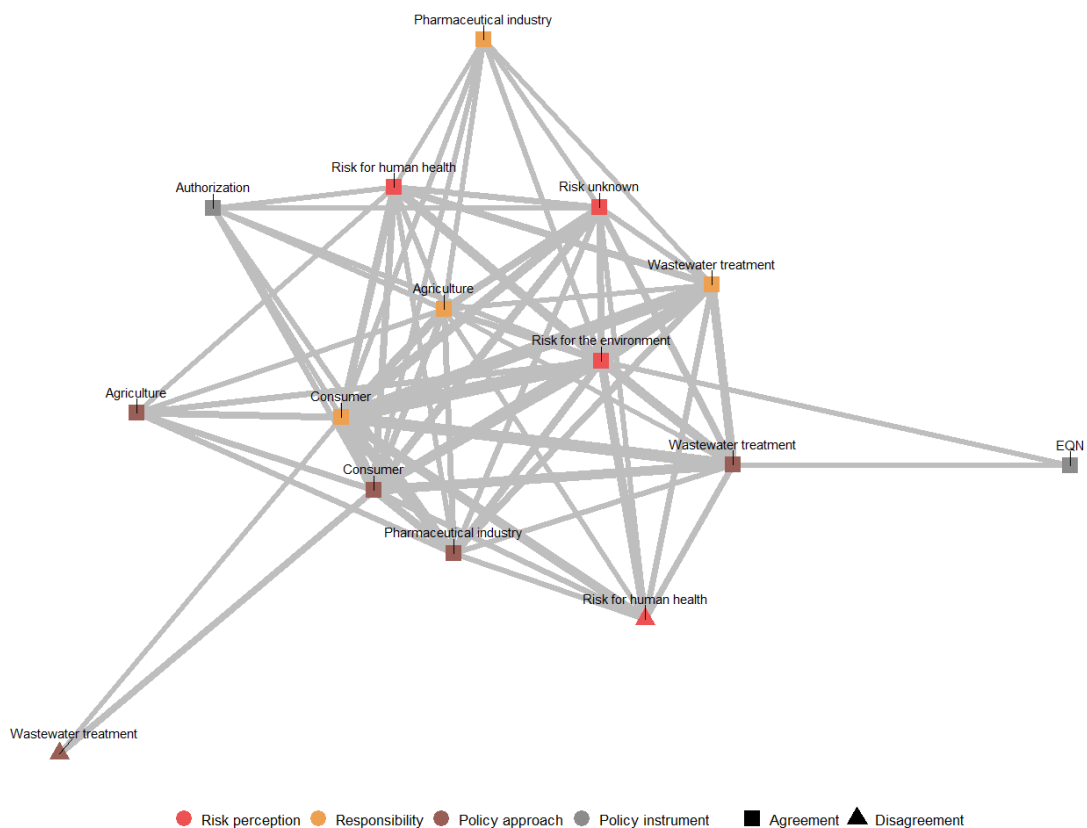 Pharmaceutical industry
Risk for human health
Authorization
Risk unknown
Wastewater treatment
Agriculture
Risk for the environment
Agriculture
Consumer
Wastewater treatment
EQN
Consumer
Pharmaceutical industry
Risk for human health
Wastewater treatment
Risk perception Responsibility Policy approach Policy instrument Agreement Disagreement